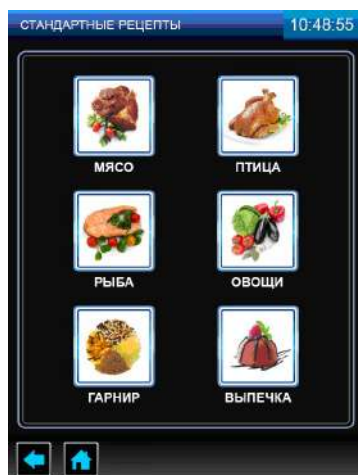 СТАНДАРТНЫЕ РЕЦЕПТЫ 10:48:55
МЯСО ПТИЦА
РЫБА ОВОЩИ
ГАРНИР ВЫПЕЧКА